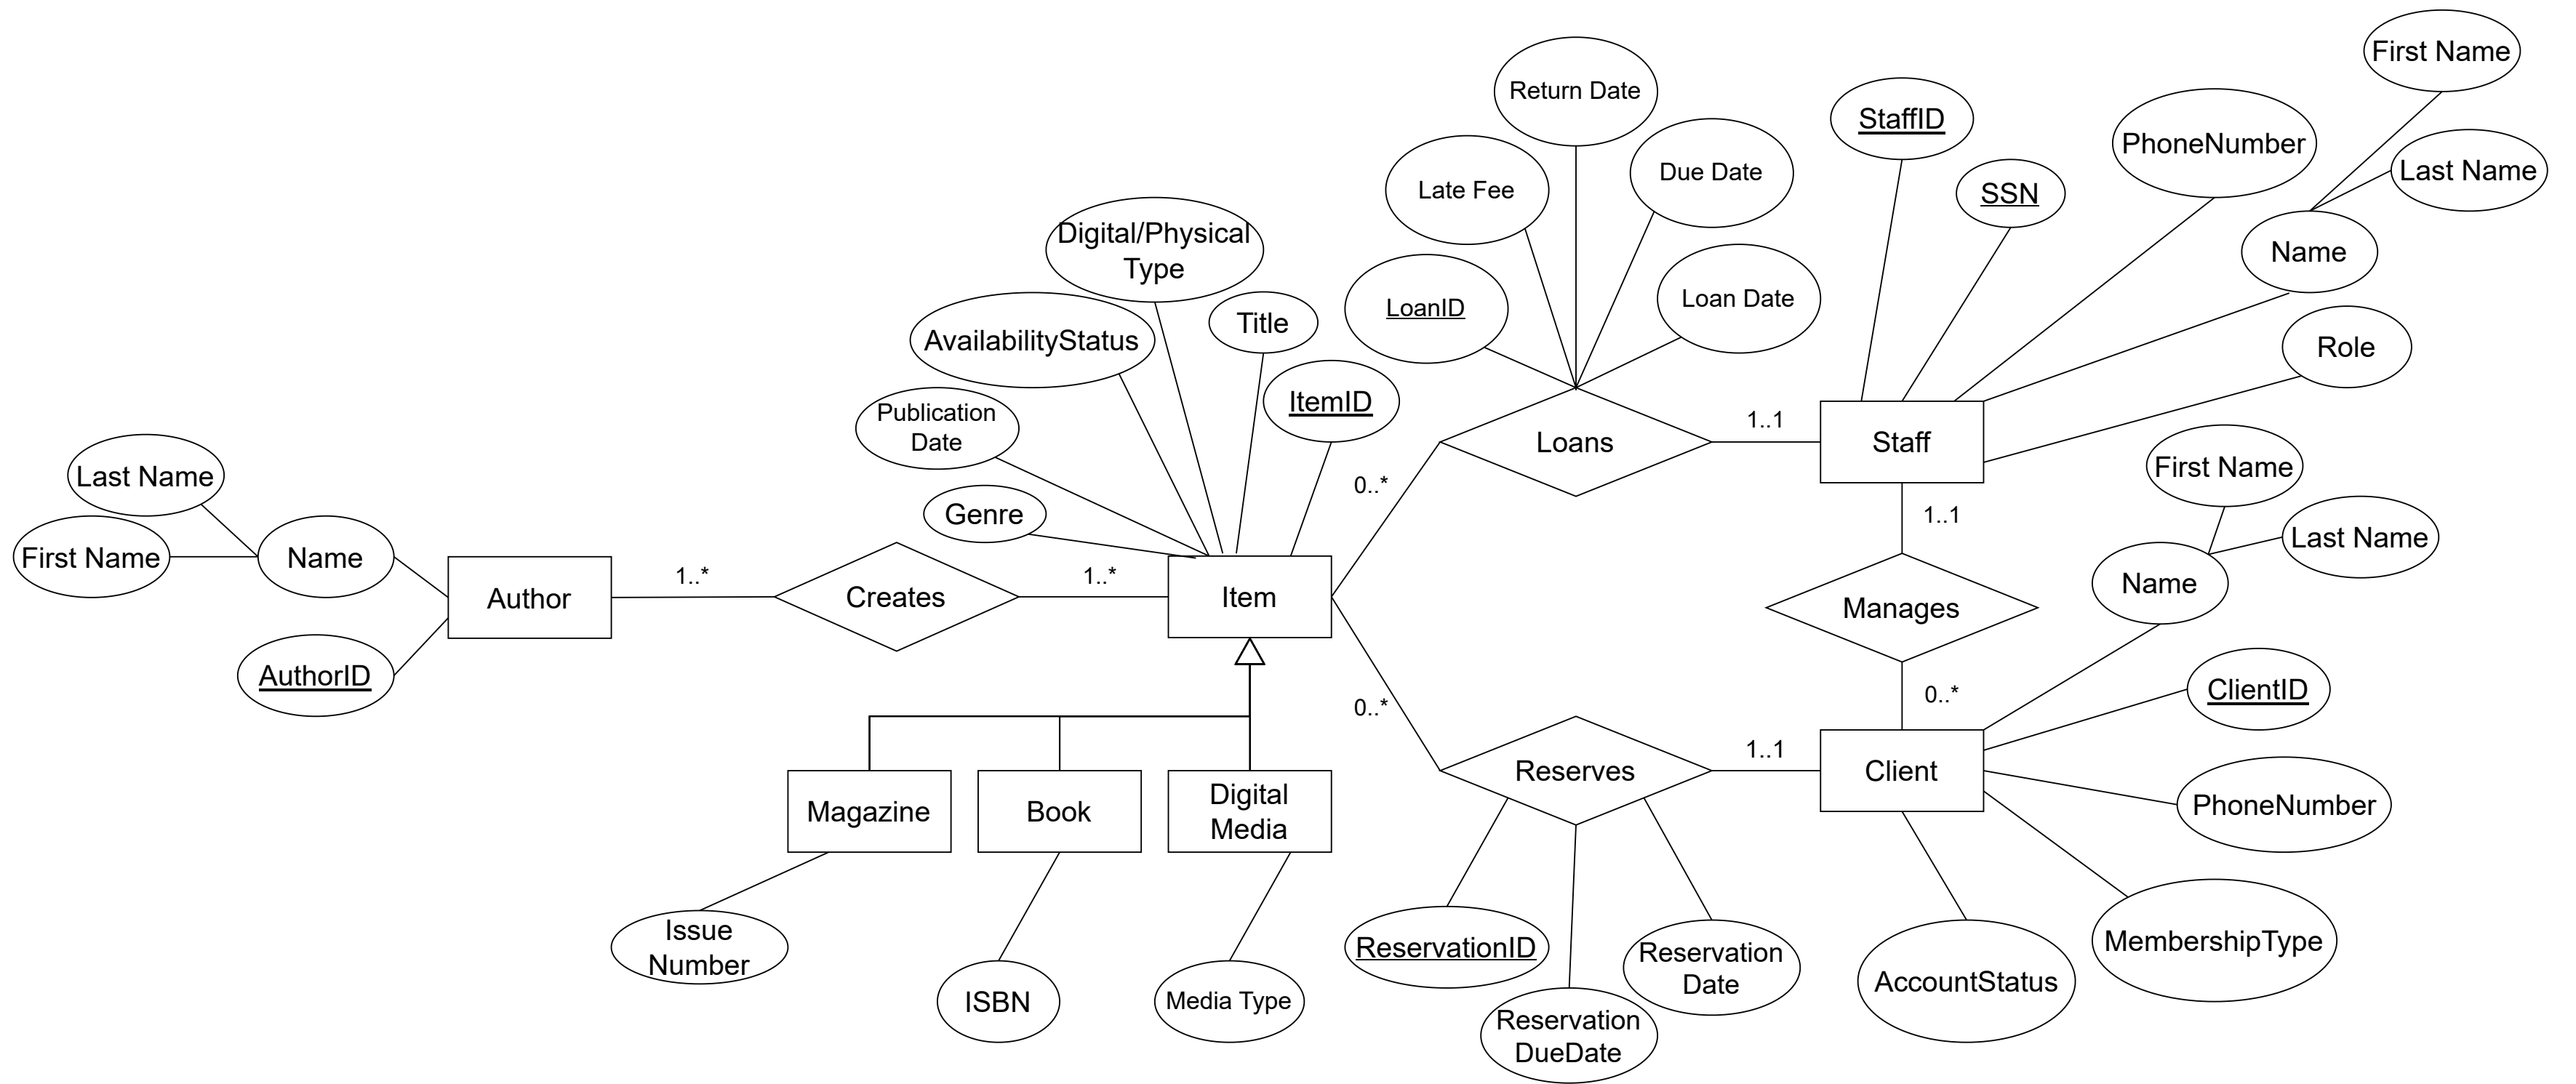 First Name
Return Date
StaffID
PhoneNumber
Last Name
Late Fee
Due Date
SSN
Name
Digital/Physical
Type
LoanID
Loan Date
AvailabilityStatus
Title
Role
ItemID
Publication
Date
1..1
Loans
Staff
First Name
Last Name
0..*
Genre
1..1
Last Name
First Name
Name
Name
Author
1..*
Creates
1..*
Item
Manages
AuthorID
0..*
0..*
ClientID
1..1
Reserves
Client
Magazine
Book
Digital
Media
PhoneNumber
Issue
Number
ReservationID
Reservation
Date
MembershipType
AccountStatus
ISBN
Media Type
Reservation
DueDate